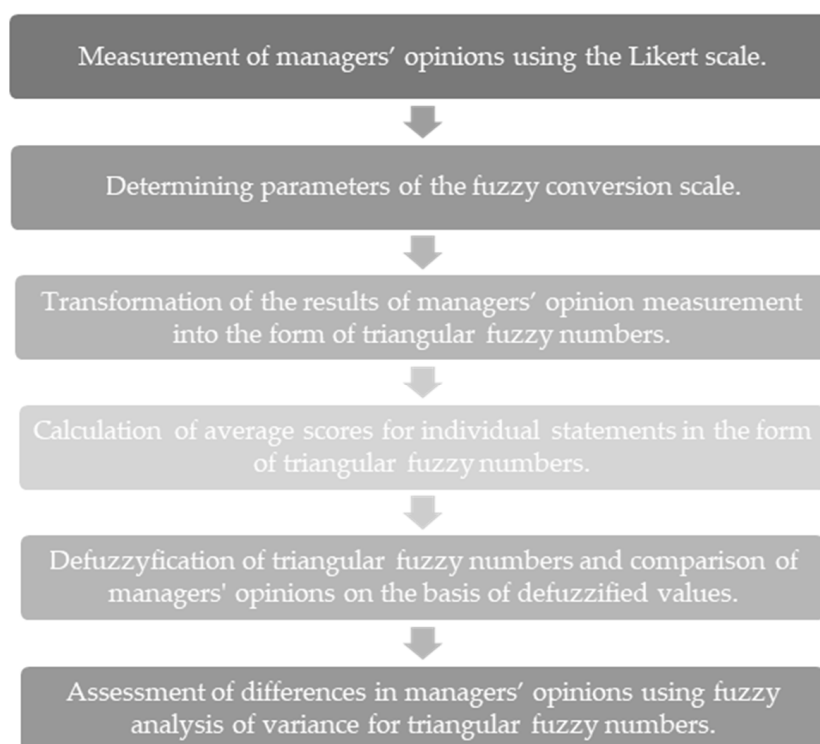 Measurement of managers’ opinions using the Likert scale.
Determining parameters of the fuzzy conversion scale.
Transformation of the results of managers’ opinion measurement
into the form of triangular fuzzy numbers.
Calculation of average scores for individual statements in the form
of triangular fuzzy numbers.
Defuzzyfication of triangular fuzzy numbers and comparison of
managers' opinions on the basis of defuzzified values.
Assessment of differences in managers’ opinions using fuzzy
analysis of variance for triangular fuzzy numbers.